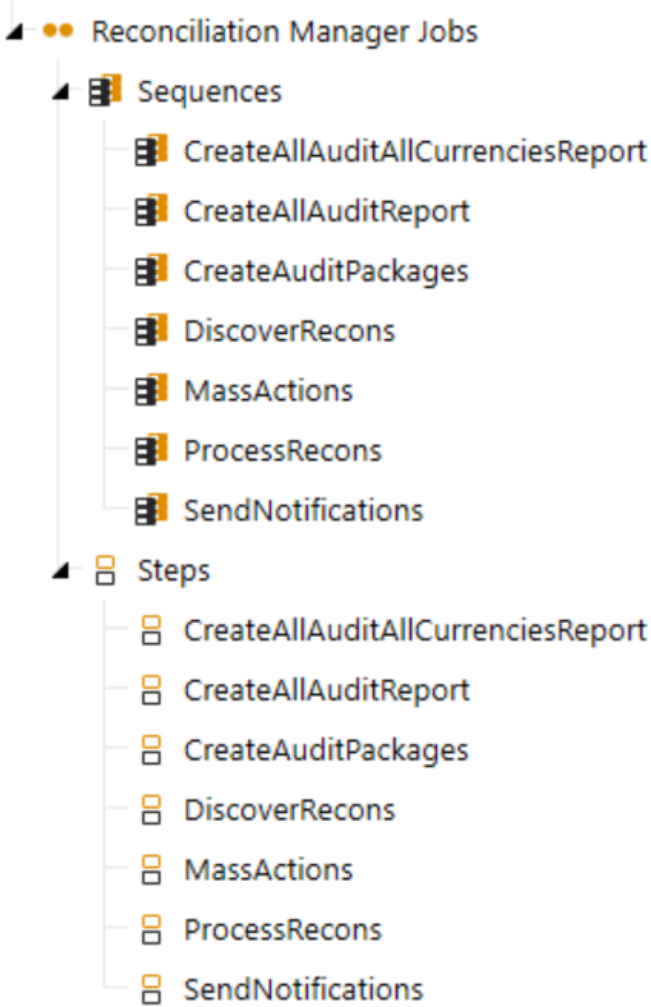 Reconciliation Manager Jobs
Sequences
CreateAllAuditAllCurrenciesReport
CreateAllAuditReport
CreateAuditPackages
DiscoverRecons
MassActions
ProcessRecons
SendNotifications
Steps
CreateAllAuditAllCurrenciesReport
CreateAllAuditReport
CreateAuditPackages
DiscoverRecons
MassActions
ProcessRecons
SendNotifications